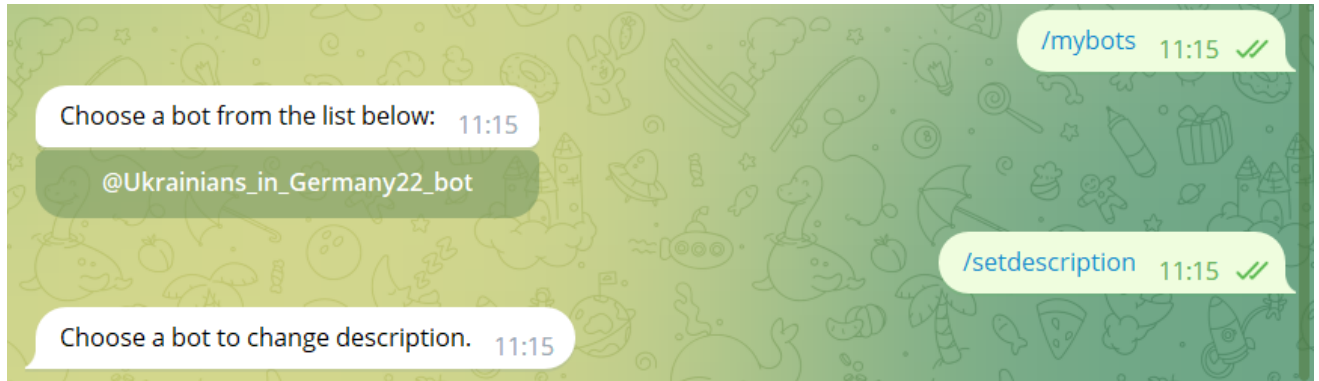 /mybots 11:15
Choose a bot from the list below: 11:15
@Ukrainians_in_Germany22_bot
/setdescription 11:15
Choose a bot to change description. 11:15